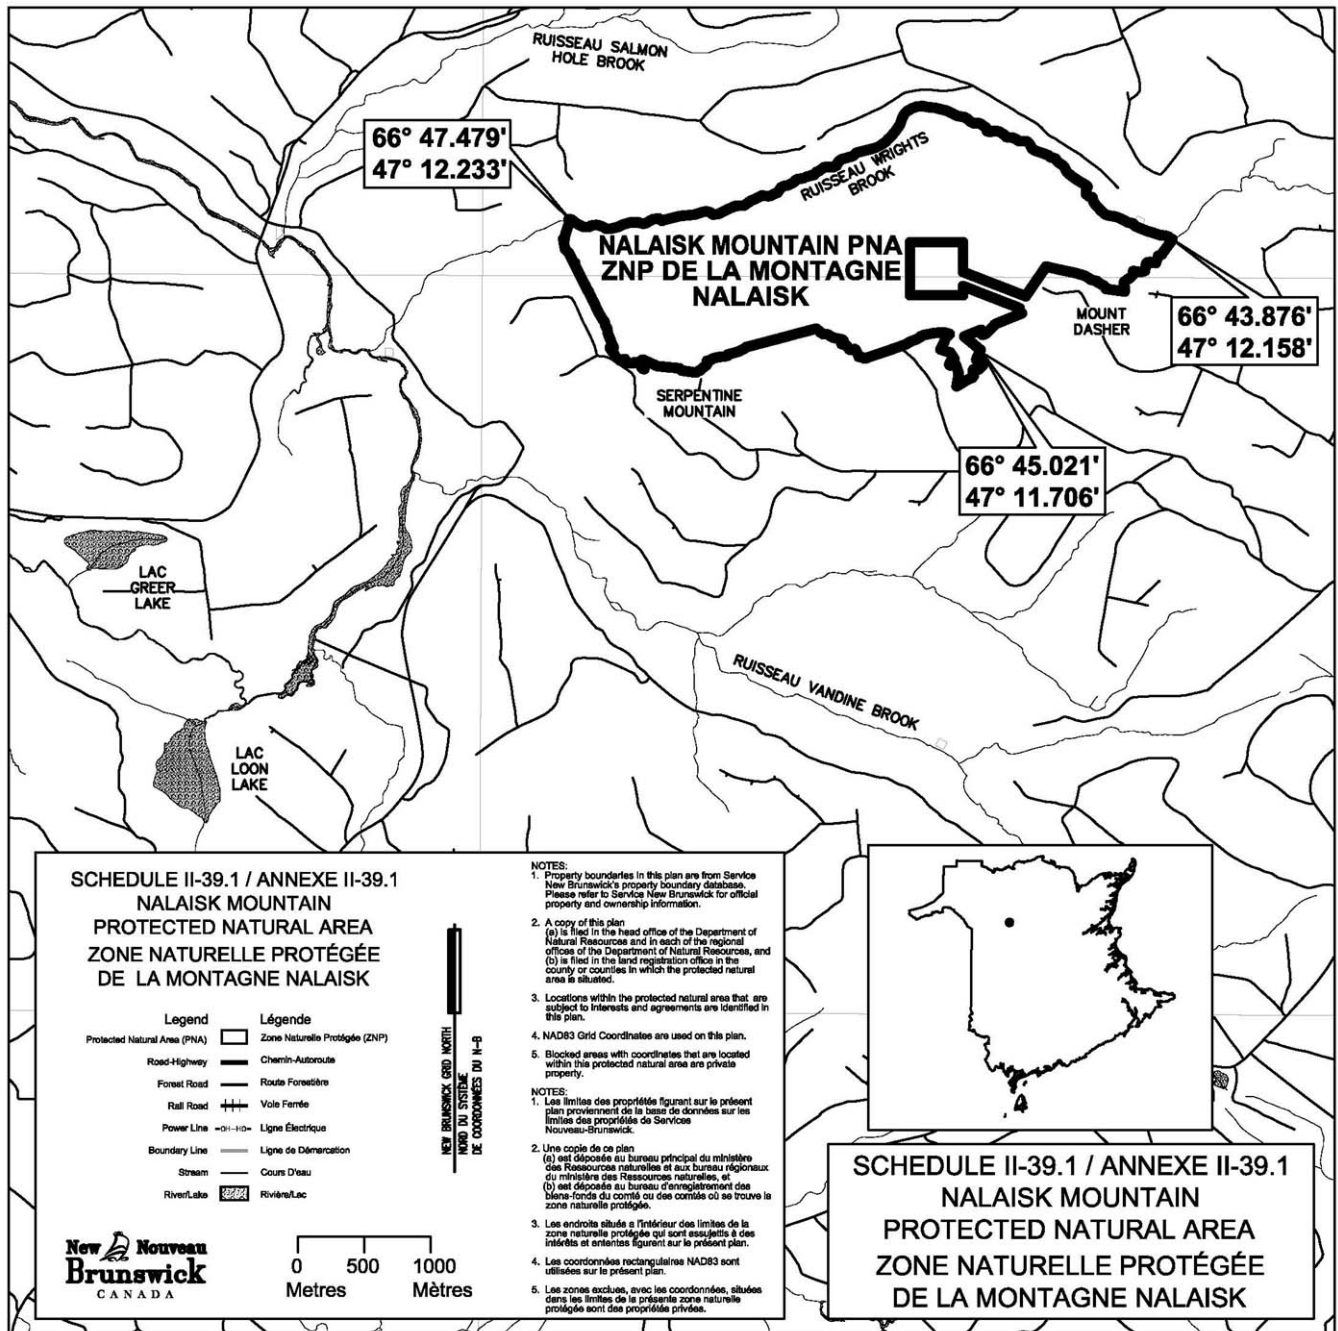 RUISSEAU SALMON
HOLE BROOK
66° 47.479'
47° 12.233'
RUISSEAU WRIGHTS
BROOK
NALAISK MOUNTAIN PNA
ZNP DE LA MONTAGNE
NALAISK
MOUNT
DASHER
66° 43.876'
47° 12.158'
SERPENTINE
MOUNTAIN
66° 45.021'
47° 11.706'
LAC
GREER
LAKE
RUISSEAU VANDINE BROOK
LAC
LOON
LAKE
SCHEDULE II-39.1 / ANNEXE II-39.1
NALAISK MOUNTAIN
PROTECTED NATURAL AREA
ZONE NATURELLE PROTÉGÉE
DE LA MONTAGNE NALAISK
Legend Légende
Protected Natural Area (PNA) Zone Naturelle Protégée (ZNP)
Road-Highway Chemin-Autoroute
Forest Road Route Forestière
Rail Road Voie Ferrée
Power Line -OH-HD- Ligne Électrique
Boundary Line Ligne de Démarcation
Stream Cours D'eau
River/Lake Rivière/Lac
New Nouveau
Brunswick
CANADA
0 500 1000
Metres Mètres
NEW BRUNSWICK GRID NORTH
NORD DU SYSTÈME
DE COORDONNÉES DU N-B
NOTES:
1. Property boundaries in this plan are from Service
New Brunswick's property boundary database.
Please refer to Service New Brunswick for official
property and ownership information.
2. A copy of this plan
(a) is filed in the head office of the Department of
Natural Resources and in each of the regional
offices of the Department of Natural Resources, and
(b) is filed in the land registration office in the
county or counties in which the protected natural
area is situated.
3. Locations within the protected natural area that are
subject to interests and agreements are identified in
this plan.
4. NAD83 Grid Coordinates are used on this plan.
5. Blocked areas with coordinates that are located
within this protected natural area are private
property.
NOTES:
1. Les limites des propriétés figurant sur le présent
plan proviennent de la base de données sur les
limites des propriétés de Services
Nouveau-Brunswick.
2. Une copie de ce plan
(a) est déposée au bureau principal du ministère
des Ressources naturelles et aux bureau régionaux
du ministère des Ressources naturelles, et
(b) est déposée au bureau d'enregistrement des
biens-fonds du comté ou des comtés où se trouve la
zone naturelle protégée.
3. Les endroits situés a l'intérieur des limites de la
zone naturelle protégée qui sont assujettis à des
intérêts et ententes figurent sur le présent plan.
4. Les coordonnées rectangulaires NAD83 sont
utilisées sur le présent plan.
5. Les zones exclues, avec les coordonnées, situées
dans les limites de la présente zone naturelle
protégée sont des propriétés privées.
SCHEDULE II-39.1 / ANNEXE II-39.1
NALAISK MOUNTAIN
PROTECTED NATURAL AREA
ZONE NATURELLE PROTÉGÉE
DE LA MONTAGNE NALAISK